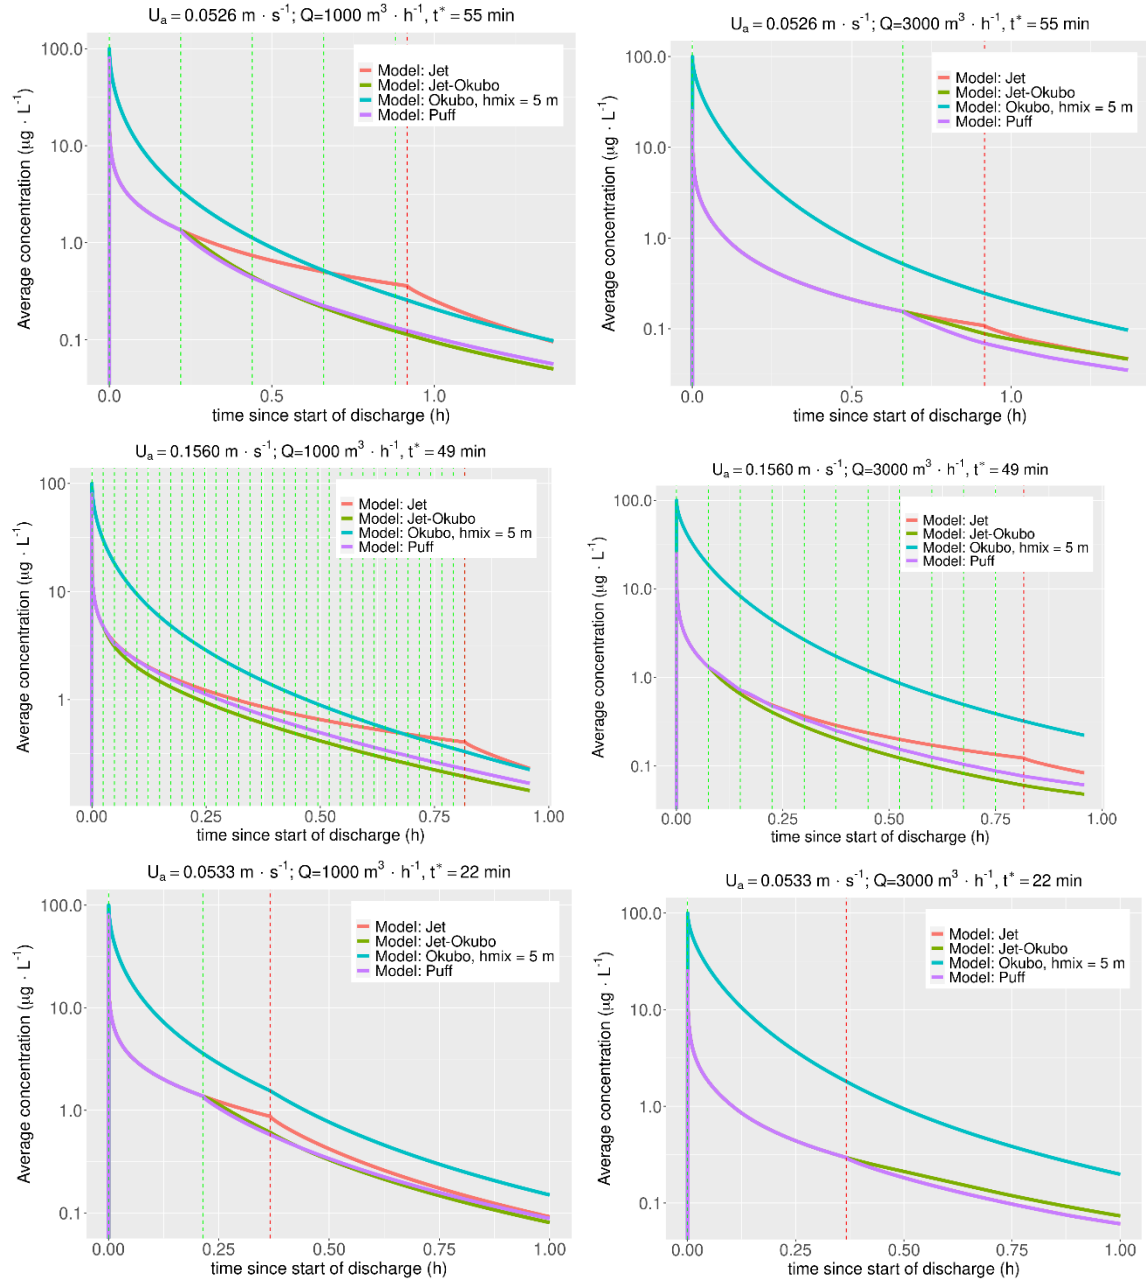 Uₐ = 0.0526 m · s⁻¹; Q=1000 m³ · h⁻¹, t* = 55 min
Average concentration (μg · L⁻¹)
100.0
10.0
1.0
0.1
Model: Jet
Model: Jet-Okubo
Model: Okubo, hmix = 5 m
Model: Puff
0.0 0.5 1.0
time since start of discharge (h)
Uₐ = 0.0526 m · s⁻¹; Q=3000 m³ · h⁻¹, t* = 55 min
Average concentration (μg · L⁻¹)
100.0
10.0
1.0
0.1
Model: Jet
Model: Jet-Okubo
Model: Okubo, hmix = 5 m
Model: Puff
0.0 0.5 1.0
time since start of discharge (h)
Uₐ = 0.1560 m · s⁻¹; Q=1000 m³ · h⁻¹, t* = 49 min
Average concentration (μg · L⁻¹)
100
10
1
Model: Jet
Model: Jet-Okubo
Model: Okubo, hmix = 5 m
Model: Puff
0.00 0.25 0.50 0.75 1.00
time since start of discharge (h)
Uₐ = 0.1560 m · s⁻¹; Q=3000 m³ · h⁻¹, t* = 49 min
Average concentration (μg · L⁻¹)
100.0
10.0
1.0
0.1
Model: Jet
Model: Jet-Okubo
Model: Okubo, hmix = 5 m
Model: Puff
0.00 0.25 0.50 0.75 1.00
time since start of discharge (h)
Uₐ = 0.0533 m · s⁻¹; Q=1000 m³ · h⁻¹, t* = 22 min
Average concentration (μg · L⁻¹)
100.0
10.0
1.0
0.1
Model: Jet
Model: Jet-Okubo
Model: Okubo, hmix = 5 m
Model: Puff
0.00 0.25 0.50 0.75 1.00
time since start of discharge (h)
Uₐ = 0.0533 m · s⁻¹; Q=3000 m³ · h⁻¹, t* = 22 min
Average concentration (μg · L⁻¹)
100.0
10.0
1.0
0.1
Model: Jet
Model: Jet-Okubo
Model: Okubo, hmix = 5 m
Model: Puff
0.00 0.25 0.50 0.75 1.00
time since start of discharge (h)